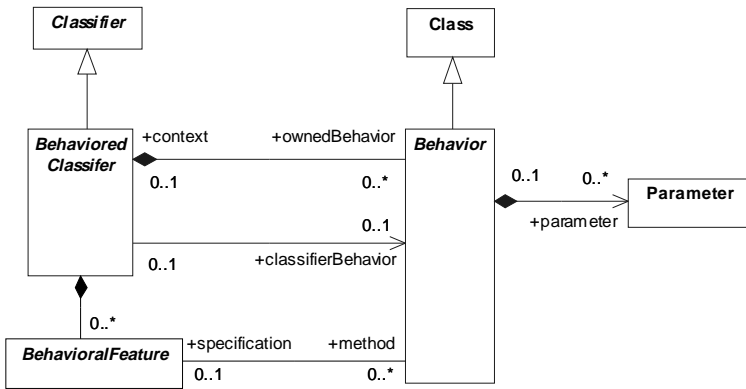 Classifier
Class
Behaviored
Classifer
+context
+ownedBehavior
Behavior
0..1
0..*
0..1
0..*
Parameter
+parameter
0..1
0..1
+classifierBehavior
0..*
BehavioralFeature
+specification
+method
0..1
0..*